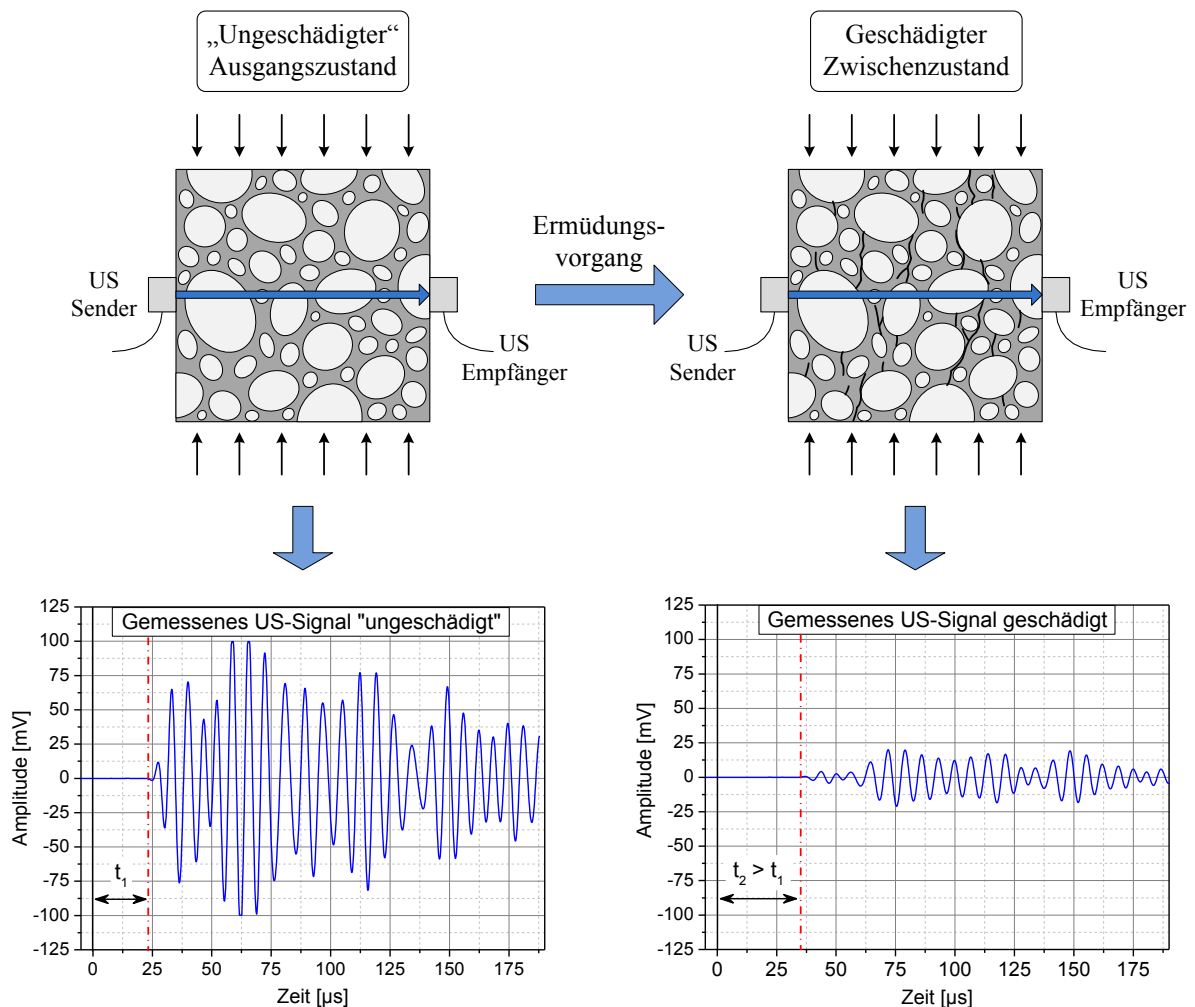 „Ungeschädigter“
Ausgangszustand
Geschädigter
Zwischenzustand
Ermüdungs-
vorgang
US
Sender
US
Empfänger
US
Sender
US
Empfänger
Gemessenes US-Signal "ungeschädigt"
Amplitude [mV]
125
100
75
50
25
0
-25
-50
-75
-100
-125
t₁
0 25 50 75 100 125 150 175
Zeit [µs]
Gemessenes US-Signal geschädigt
Amplitude [mV]
125
100
75
50
25
0
-25
-50
-75
-100
-125
t₂ > t₁
0 25 50 75 100 125 150 175
Zeit [µs]